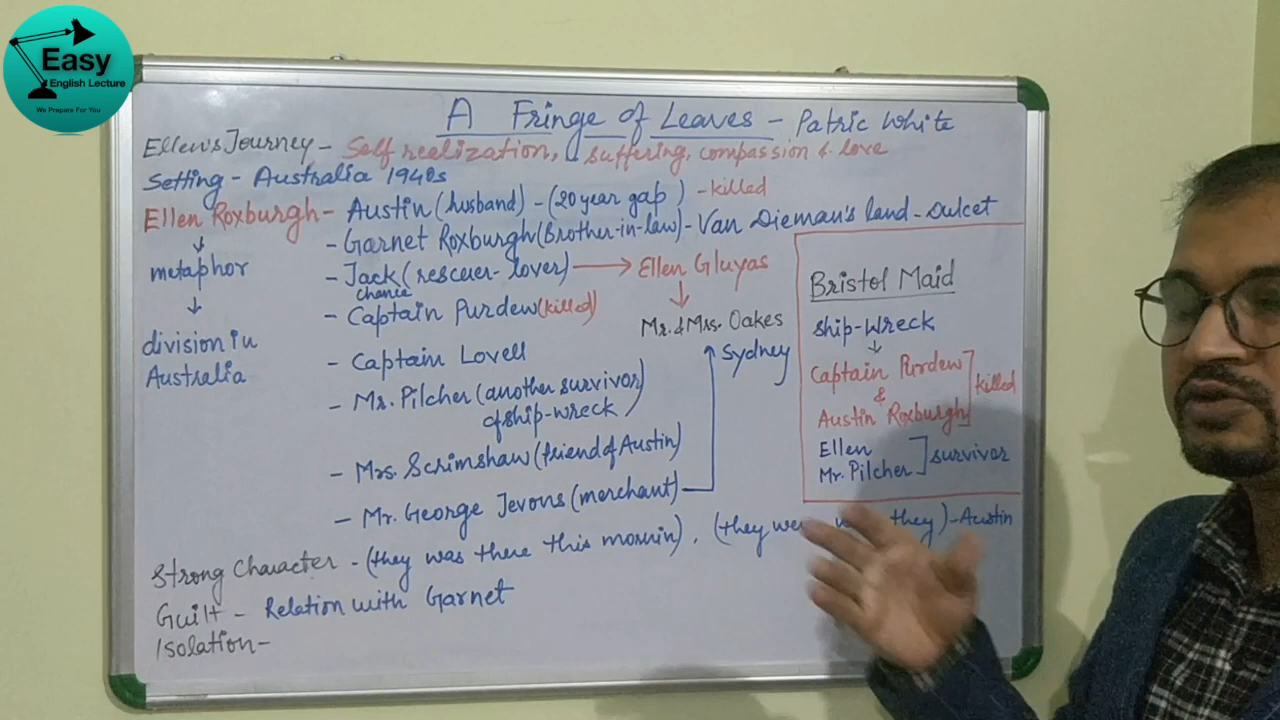 Easy
English Lecture
We Prepare For You
A Fringe of Leaves - Patric White
Ellen's Journey - Self realization, suffering, compassion & love
Setting - Australia 1940s
Ellen Roxburgh - Austin (husband) - (20 year gap) - killed
- Garnet Roxburgh (Brother-in-law) - Van Dieman's land - Dulcet
metaphor
- Jack (rescuer - lover) → Ellen Gluyas
chance
- Captain Purdew (killed)
Mr. & Mrs. Oakes
division in
Australia
- Captain Lovell
Sydney
- Mr. Pilcher (another survivor
of ship-wreck)
- Mrs. Scrimshaw (friend of Austin)
- Mr. George Jevons (merchant)
Bristol Maid
ship-wreck
Captain Purdew
&
Austin Roxburgh
killed
Ellen
Mr. Pilcher
survivor
Strong Character - (they was there this mornin), (they were they) - Austin
Guilt - Relation with Garnet
Isolation -